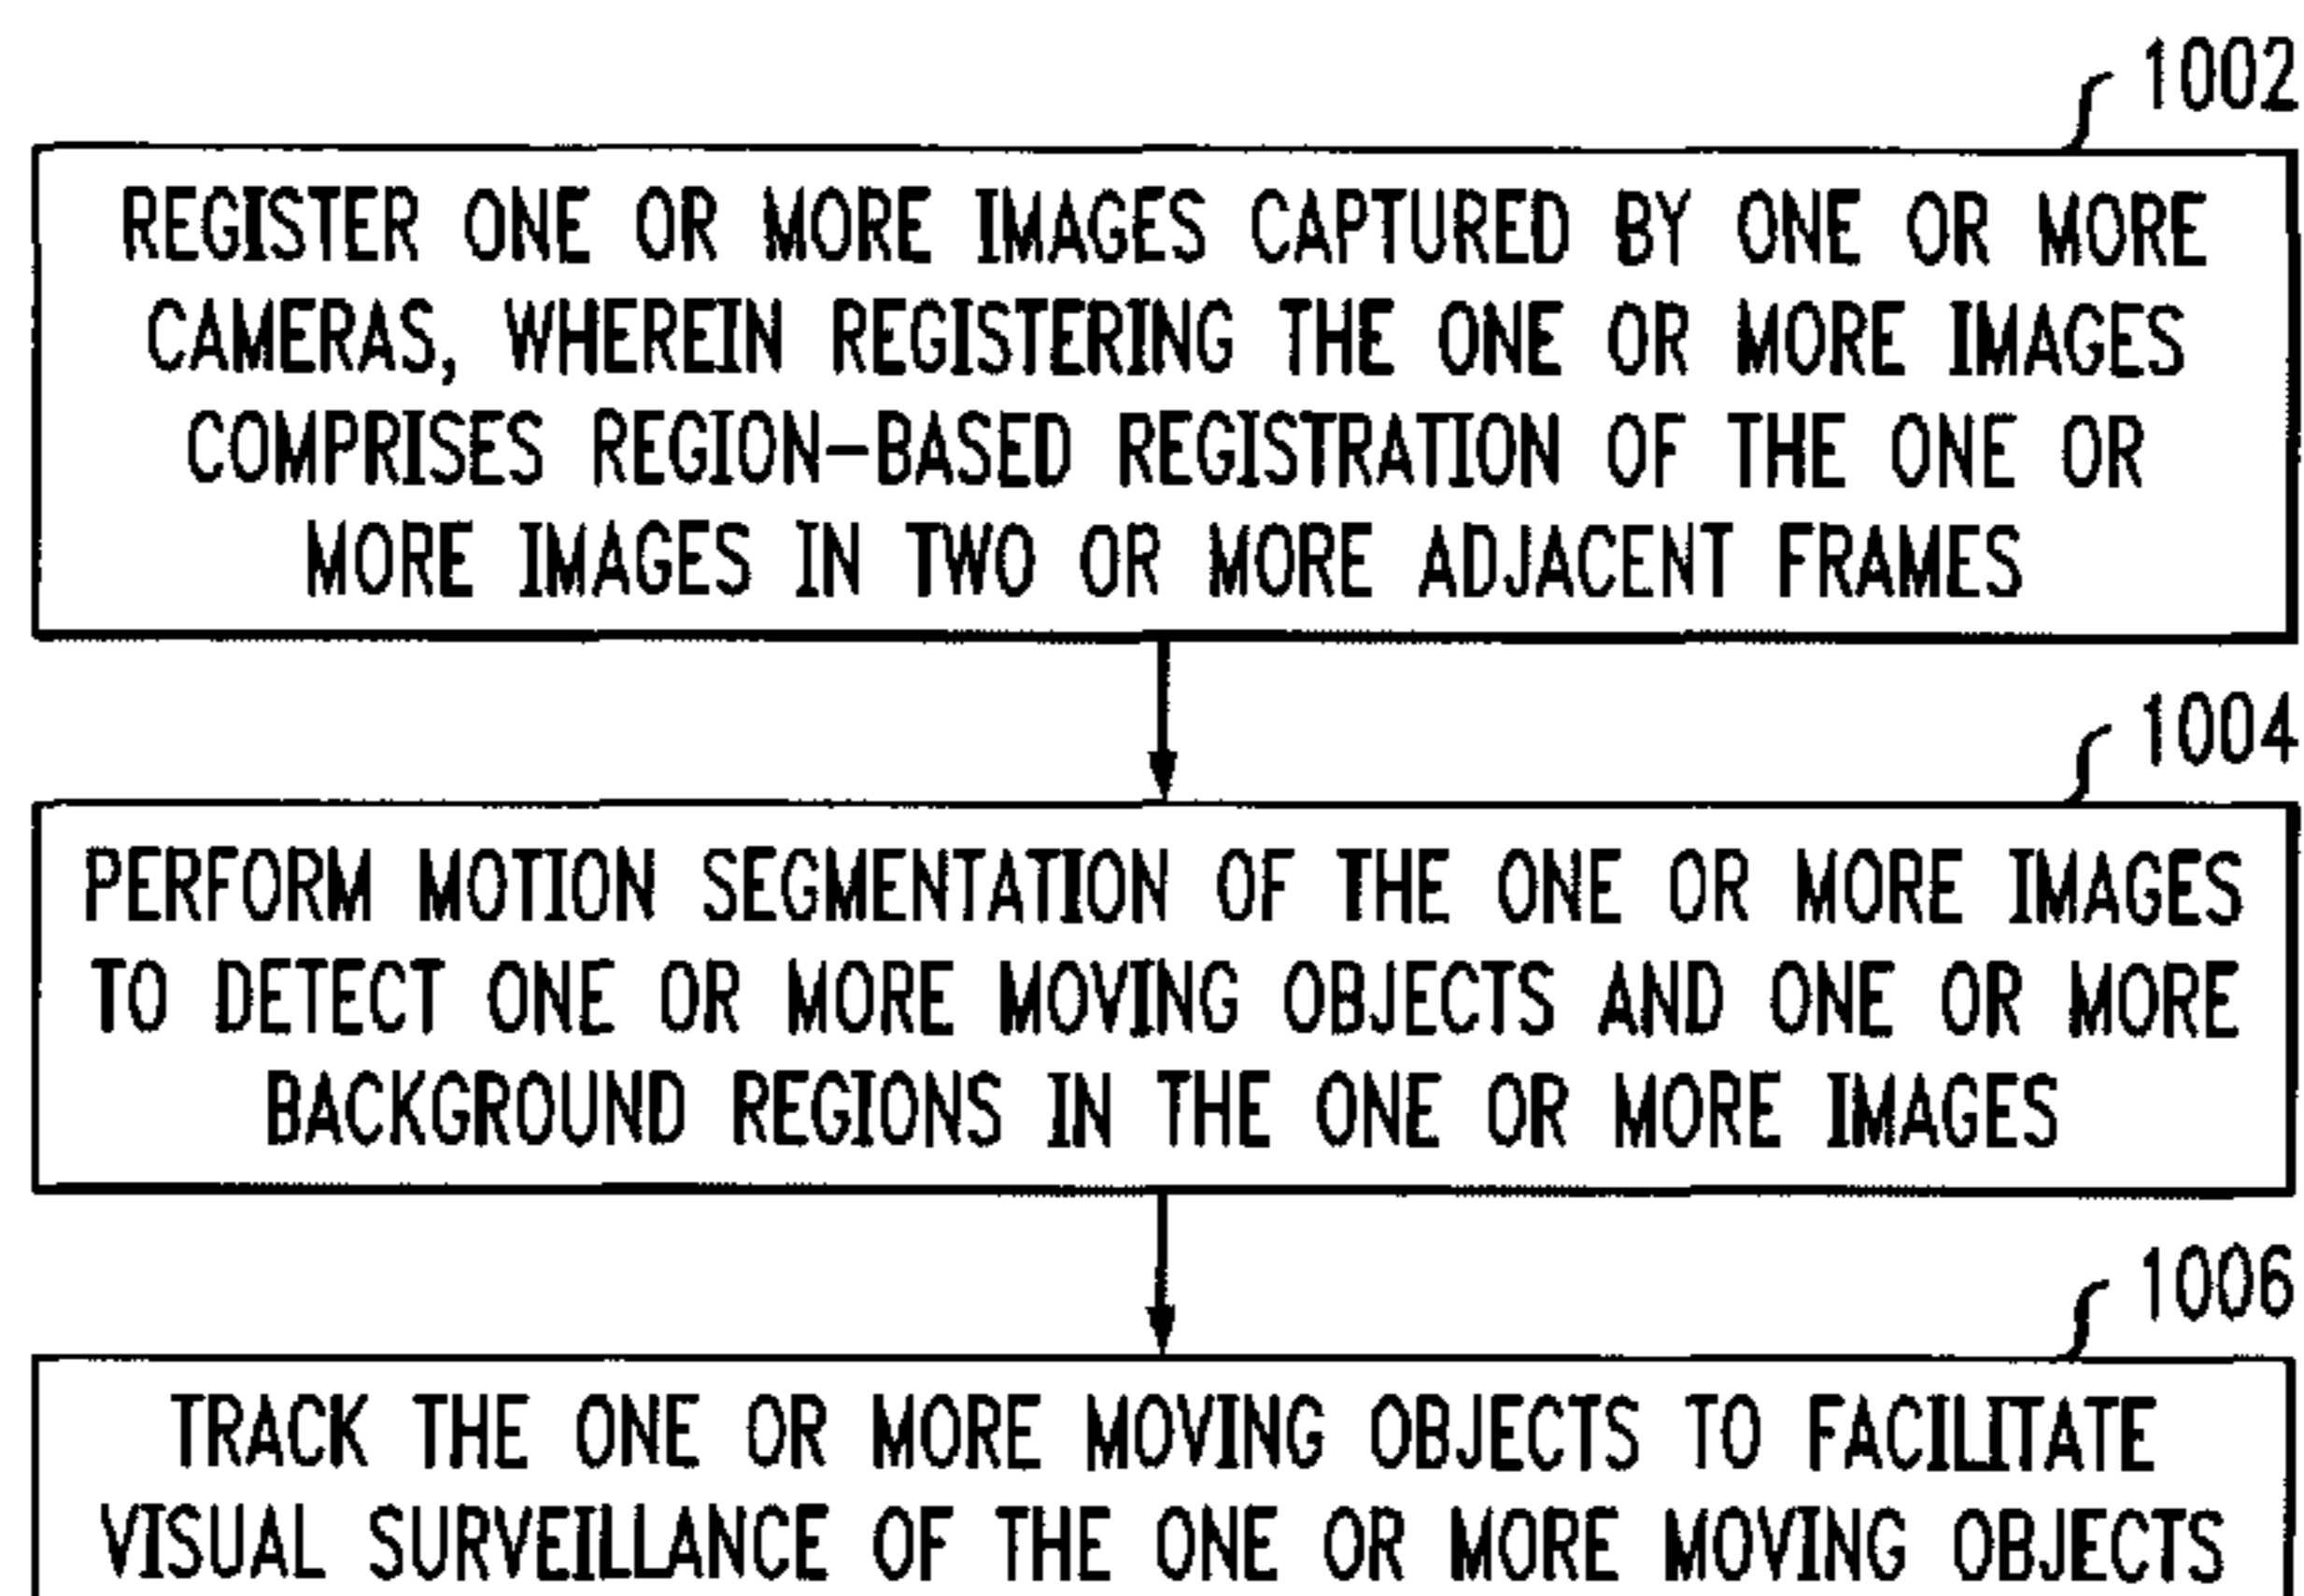 1002
REGISTER ONE OR MORE IMAGES CAPTURED BY ONE OR MORE
CAMERAS, WHEREIN REGISTERING THE ONE OR MORE IMAGES
COMPRISES REGION-BASED REGISTRATION OF THE ONE OR
MORE IMAGES IN TWO OR MORE ADJACENT FRAMES
1004
PERFORM MOTION SEGMENTATION OF THE ONE OR MORE IMAGES
TO DETECT ONE OR MORE MOVING OBJECTS AND ONE OR MORE
BACKGROUND REGIONS IN THE ONE OR MORE IMAGES
1006
TRACK THE ONE OR MORE MOVING OBJECTS TO FACILITATE
VISUAL SURVEILLANCE OF THE ONE OR MORE MOVING OBJECTS